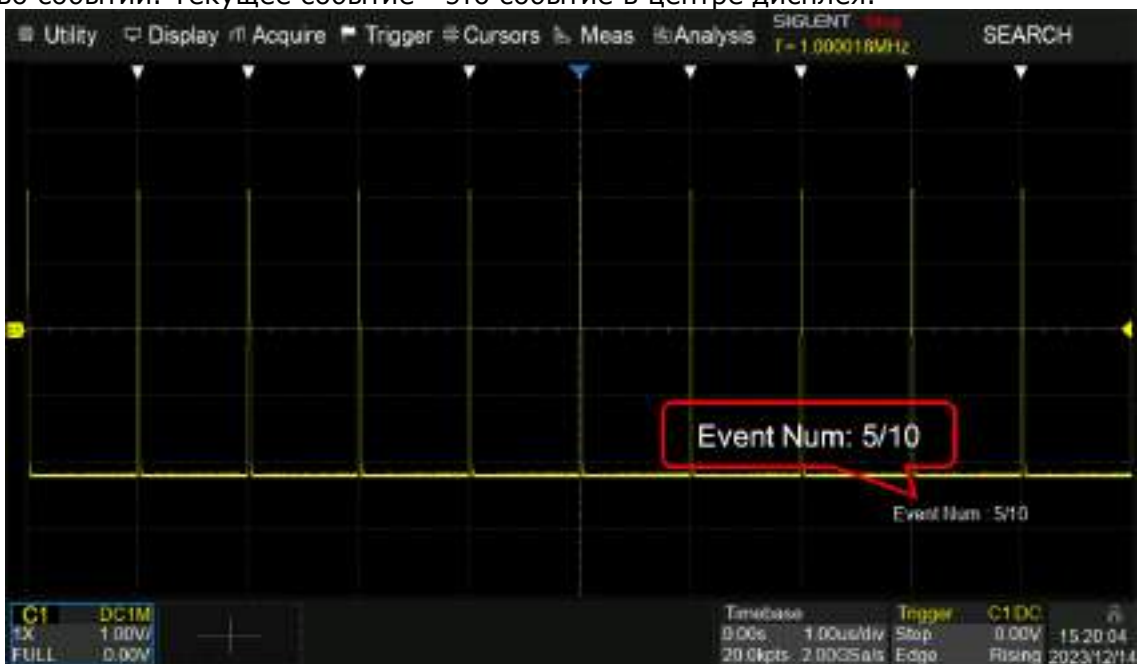 во событий. Текущее событие - это событие в центре дисплея.
Utility Display Acquire Trigger Cursors Meas Analysis SIGLENT Stop SEARCH
f = 1.000018MHz
Event Num: 5/10
Event Num : 5/10
C1 DC1M
1X 1.00V/
FULL 0.00V
Timebase
0.00s 1.00us/div
20.0kpts 2.00GSa/s
Trigger C1 DC
Stop 0.00V
Edge Rising
15:20:04
2023/12/14